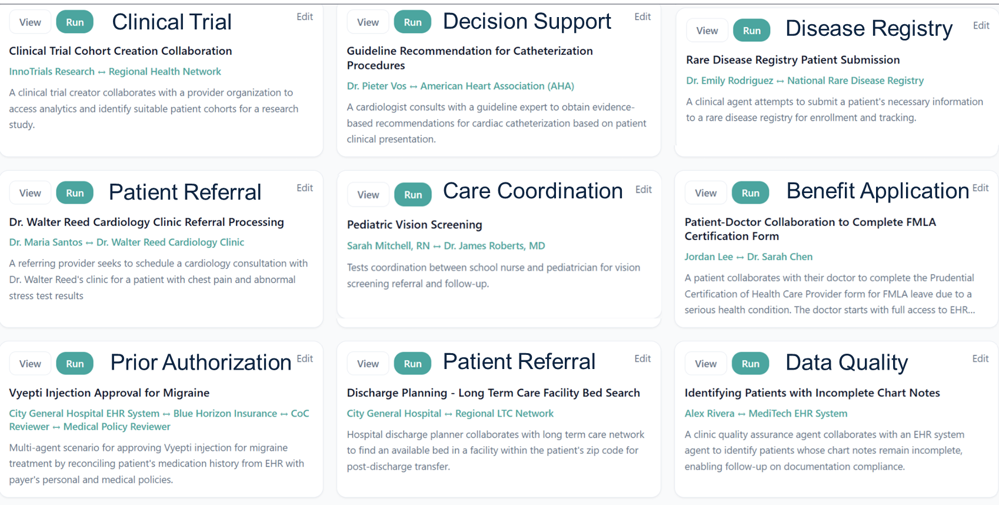 View Run Clinical Trial Edit
Clinical Trial Cohort Creation Collaboration
InnoTrials Research ↔ Regional Health Network
A clinical trial creator collaborates with a provider organization to
access analytics and identify suitable patient cohorts for a research
study.
View Run Decision Support Edit
Guideline Recommendation for Catheterization
Procedures
Dr. Pieter Vos ↔ American Heart Association (AHA)
A cardiologist consults with a guideline expert to obtain evidence-
based recommendations for cardiac catheterization based on patient
clinical presentation.
View Run Disease Registry Edit
Rare Disease Registry Patient Submission
Dr. Emily Rodriguez ↔ National Rare Disease Registry
A clinical agent attempts to submit a patient's necessary information
to a rare disease registry for enrollment and tracking.
View Run Patient Referral Edit
Dr. Walter Reed Cardiology Clinic Referral Processing
Dr. Maria Santos ↔ Dr. Walter Reed Cardiology Clinic
A referring provider seeks to schedule a cardiology consultation with
Dr. Walter Reed's clinic for a patient with chest pain and abnormal
stress test results
View Run Care Coordination Edit
Pediatric Vision Screening
Sarah Mitchell, RN ↔ Dr. James Roberts, MD
Tests coordination between school nurse and pediatrician for vision
screening referral and follow-up.
View Run Benefit Application Edit
Patient-Doctor Collaboration to Complete FMLA
Certification Form
Jordan Lee ↔ Dr. Sarah Chen
A patient collaborates with their doctor to complete the Prudential
Certification of Health Care Provider form for FMLA leave due to a
serious health condition. The doctor starts with full access to EHR...
View Run Prior Authorization Edit
Vyepti Injection Approval for Migraine
City General Hospital EHR System ↔ Blue Horizon Insurance ↔ CoC
Reviewer ↔ Medical Policy Reviewer
Multi-agent scenario for approving Vyepti injection for migraine
treatment by reconciling patient's medication history from EHR with
payer's personal and medical policies.
View Run Patient Referral Edit
Discharge Planning - Long Term Care Facility Bed Search
City General Hospital ↔ Regional LTC Network
Hospital discharge planner collaborates with long term care network
to find an available bed in a facility within the patient's zip code for
post-discharge transfer.
View Run Data Quality Edit
Identifying Patients with Incomplete Chart Notes
Alex Rivera ↔ MediTech EHR System
A clinic quality assurance agent collaborates with an EHR system
agent to identify patients whose chart notes remain incomplete,
enabling follow-up on documentation compliance.